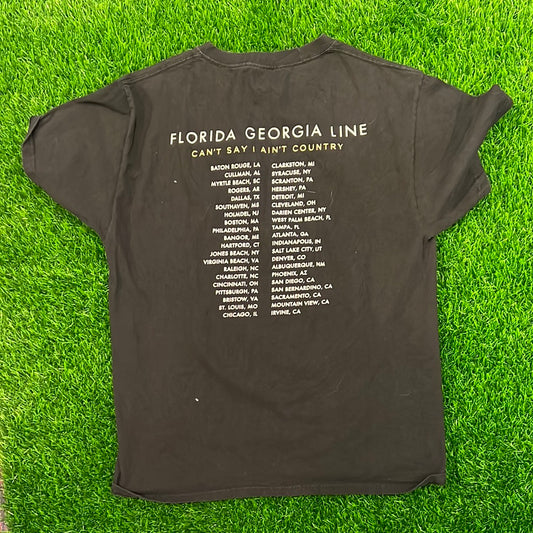 FLORIDA GEORGIA LINE
CAN'T SAY I AIN'T COUNTRY
BATON ROUGE, LA
CULLMAN, AL
MYRTLE BEACH, SC
ROGERS, AR
DALLAS, TX
SOUTHAVEN, MS
HOLMDEL, NJ
BOSTON, MA
PHILADELPHIA, PA
BANGOR, ME
HARTFORD, CT
JONES BEACH, NY
VIRGINIA BEACH, VA
RALEIGH, NC
CHARLOTTE, NC
CINCINNATI, OH
PITTSBURGH, PA
BRISTOW, VA
ST. LOUIS, MO
CHICAGO, IL
CLARKSTON, MI
SYRACUSE, NY
SCRANTON, PA
HERSHEY, PA
DETROIT, MI
CLEVELAND, OH
DARIEN CENTER, NY
WEST PALM BEACH, FL
TAMPA, FL
ATLANTA, GA
INDIANAPOLIS, IN
SALT LAKE CITY, UT
DENVER, CO
ALBUQUERQUE, NM
PHOENIX, AZ
SAN DIEGO, CA
SAN BERNARDINO, CA
SACRAMENTO, CA
MOUNTAIN VIEW, CA
IRVINE, CA